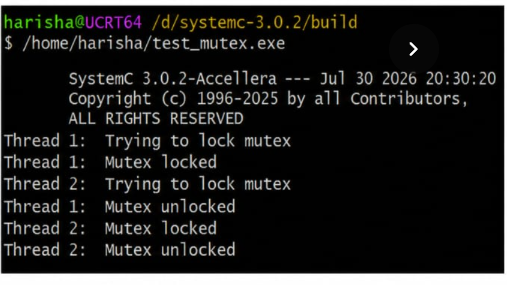 harisha@UCRT64 /d/systemc-3.0.2/build
$ /home/harisha/test_mutex.exe
SystemC 3.0.2-Accellera --- Jul 30 2026 20:30:20
Copyright (c) 1996-2025 by all Contributors,
ALL RIGHTS RESERVED
Thread 1: Trying to lock mutex
Thread 1: Mutex locked
Thread 2: Trying to lock mutex
Thread 1: Mutex unlocked
Thread 2: Mutex locked
Thread 2: Mutex unlocked